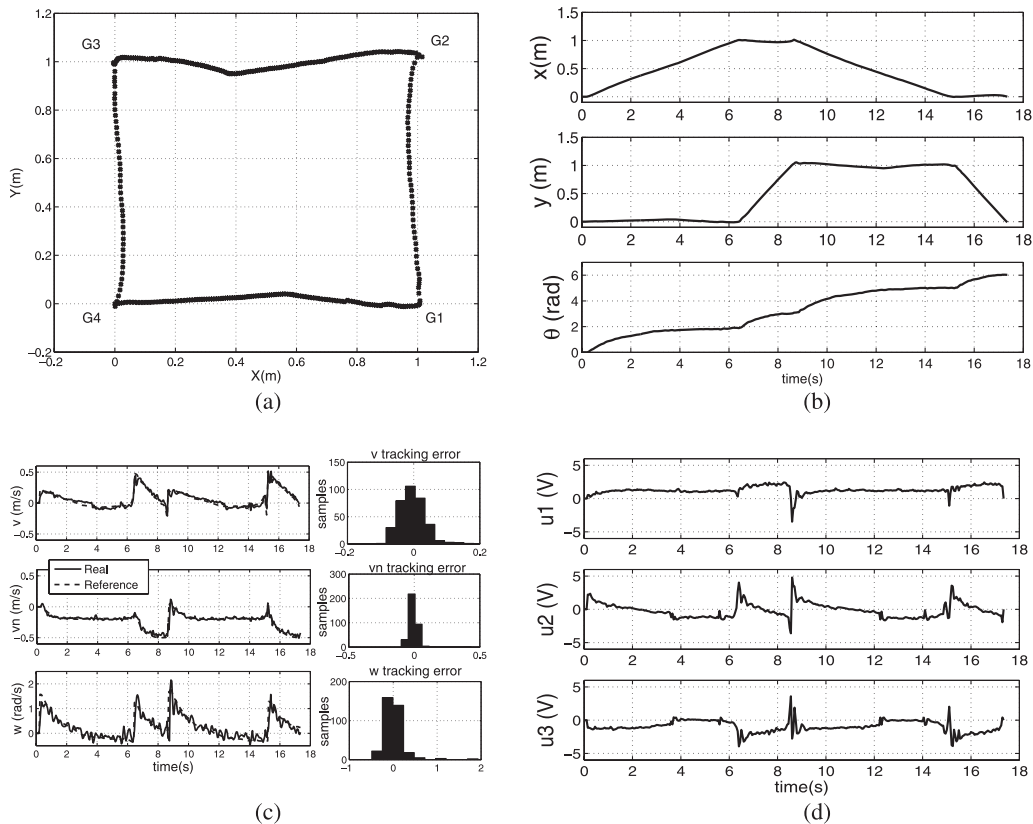 1.2
G3
G2
1
0.8
0.6
0.4
0.2
0
G4
G1
−0.2
−0.2 0 0.2 0.4 0.6 0.8 1 1.2
Y(m)
X(m)
(a)
1.5
1
0.5
0
x(m)
0 2 4 6 8 10 12 14 16 18
1.5
1
0.5
0
y (m)
0 2 4 6 8 10 12 14 16 18
6
4
2
0
θ (rad)
0 2 4 6 8 10 12 14 16 18
time(s)
(b)
0.5
0
−0.5
v (m/s)
0 2 4 6 8 10 12 14 16 18
v tracking error
150
100
50
0
samples
−0.2 0 0.2
Real
Reference
0
−0.5
vn (m/s)
0 2 4 6 8 10 12 14 16 18
vn tracking error
300
200
100
0
samples
−0.5 0 0.5
2
1
0
w (rad/s)
0 2 4 6 8 10 12 14 16 18
time(s)
w tracking error
200
100
0
samples
−1 0 1 2
(c)
5
0
−5
u1 (V)
0 2 4 6 8 10 12 14 16 18
5
0
−5
u2 (V)
0 2 4 6 8 10 12 14 16 18
5
0
−5
u3 (V)
0 2 4 6 8 10 12 14 16 18
time(s)
(d)